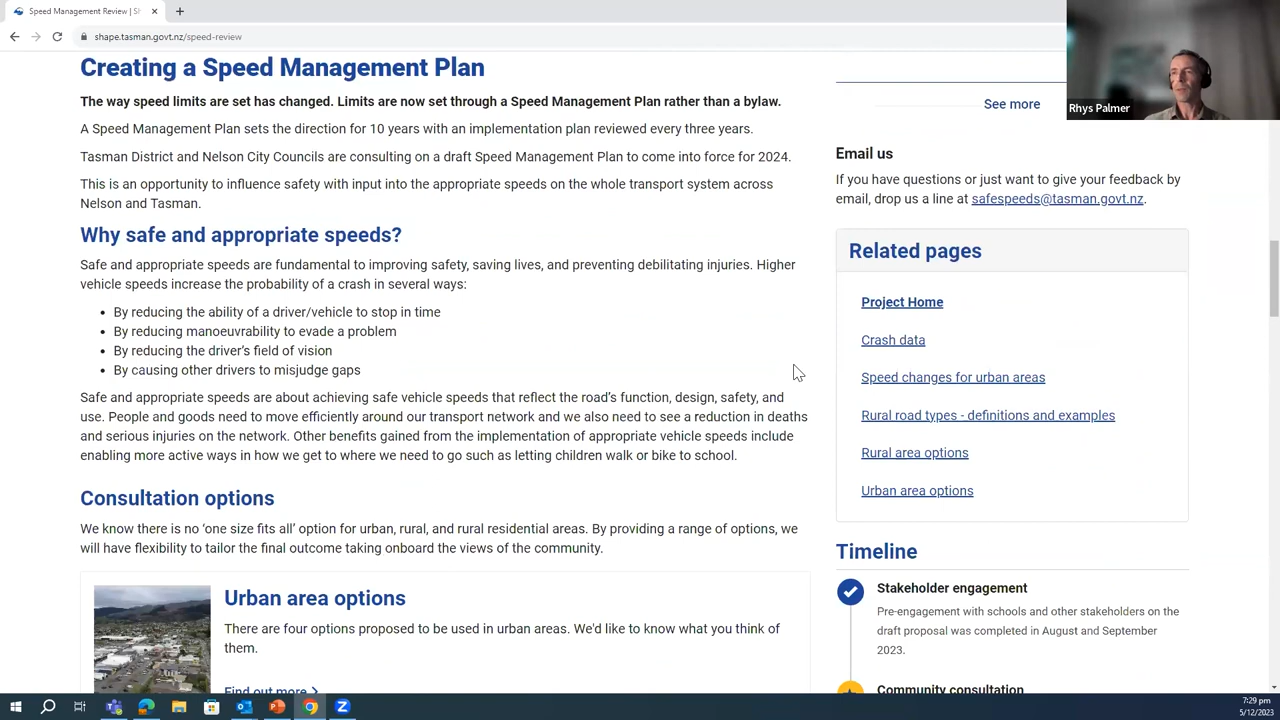 Speed Management Review | Sh
shape.tasman.govt.nz/speed-review
Rhys Palmer
Creating a Speed Management Plan
The way speed limits are set has changed. Limits are now set through a Speed Management Plan rather than a bylaw.
A Speed Management Plan sets the direction for 10 years with an implementation plan reviewed every three years.
Tasman District and Nelson City Councils are consulting on a draft Speed Management Plan to come into force for 2024.
This is an opportunity to influence safety with input into the appropriate speeds on the whole transport system across
Nelson and Tasman.
Why safe and appropriate speeds?
Safe and appropriate speeds are fundamental to improving safety, saving lives, and preventing debilitating injuries. Higher
vehicle speeds increase the probability of a crash in several ways:
• By reducing the ability of a driver/vehicle to stop in time
• By reducing manoeuvrability to evade a problem
• By reducing the driver's field of vision
• By causing other drivers to misjudge gaps
Safe and appropriate speeds are about achieving safe vehicle speeds that reflect the road's function, design, safety, and
use. People and goods need to move efficiently around our transport network and we also need to see a reduction in deaths
and serious injuries on the network. Other benefits gained from the implementation of appropriate vehicle speeds include
enabling more active ways in how we get to where we need to go such as letting children walk or bike to school.
Consultation options
We know there is no 'one size fits all' option for urban, rural, and rural residential areas. By providing a range of options, we
will have flexibility to tailor the final outcome taking onboard the views of the community.
Urban area options
There are four options proposed to be used in urban areas. We'd like to know what you think of
them.
Find out more
See more
Email us
If you have questions or just want to give your feedback by
email, drop us a line at safespeeds@tasman.govt.nz.
Related pages
Project Home
Crash data
Speed changes for urban areas
Rural road types - definitions and examples
Rural area options
Urban area options
Timeline
Stakeholder engagement
Pre-engagement with schools and other stakeholders on the
draft proposal was completed in August and September
2023.
Community consultation
7:29 pm
5/12/2023